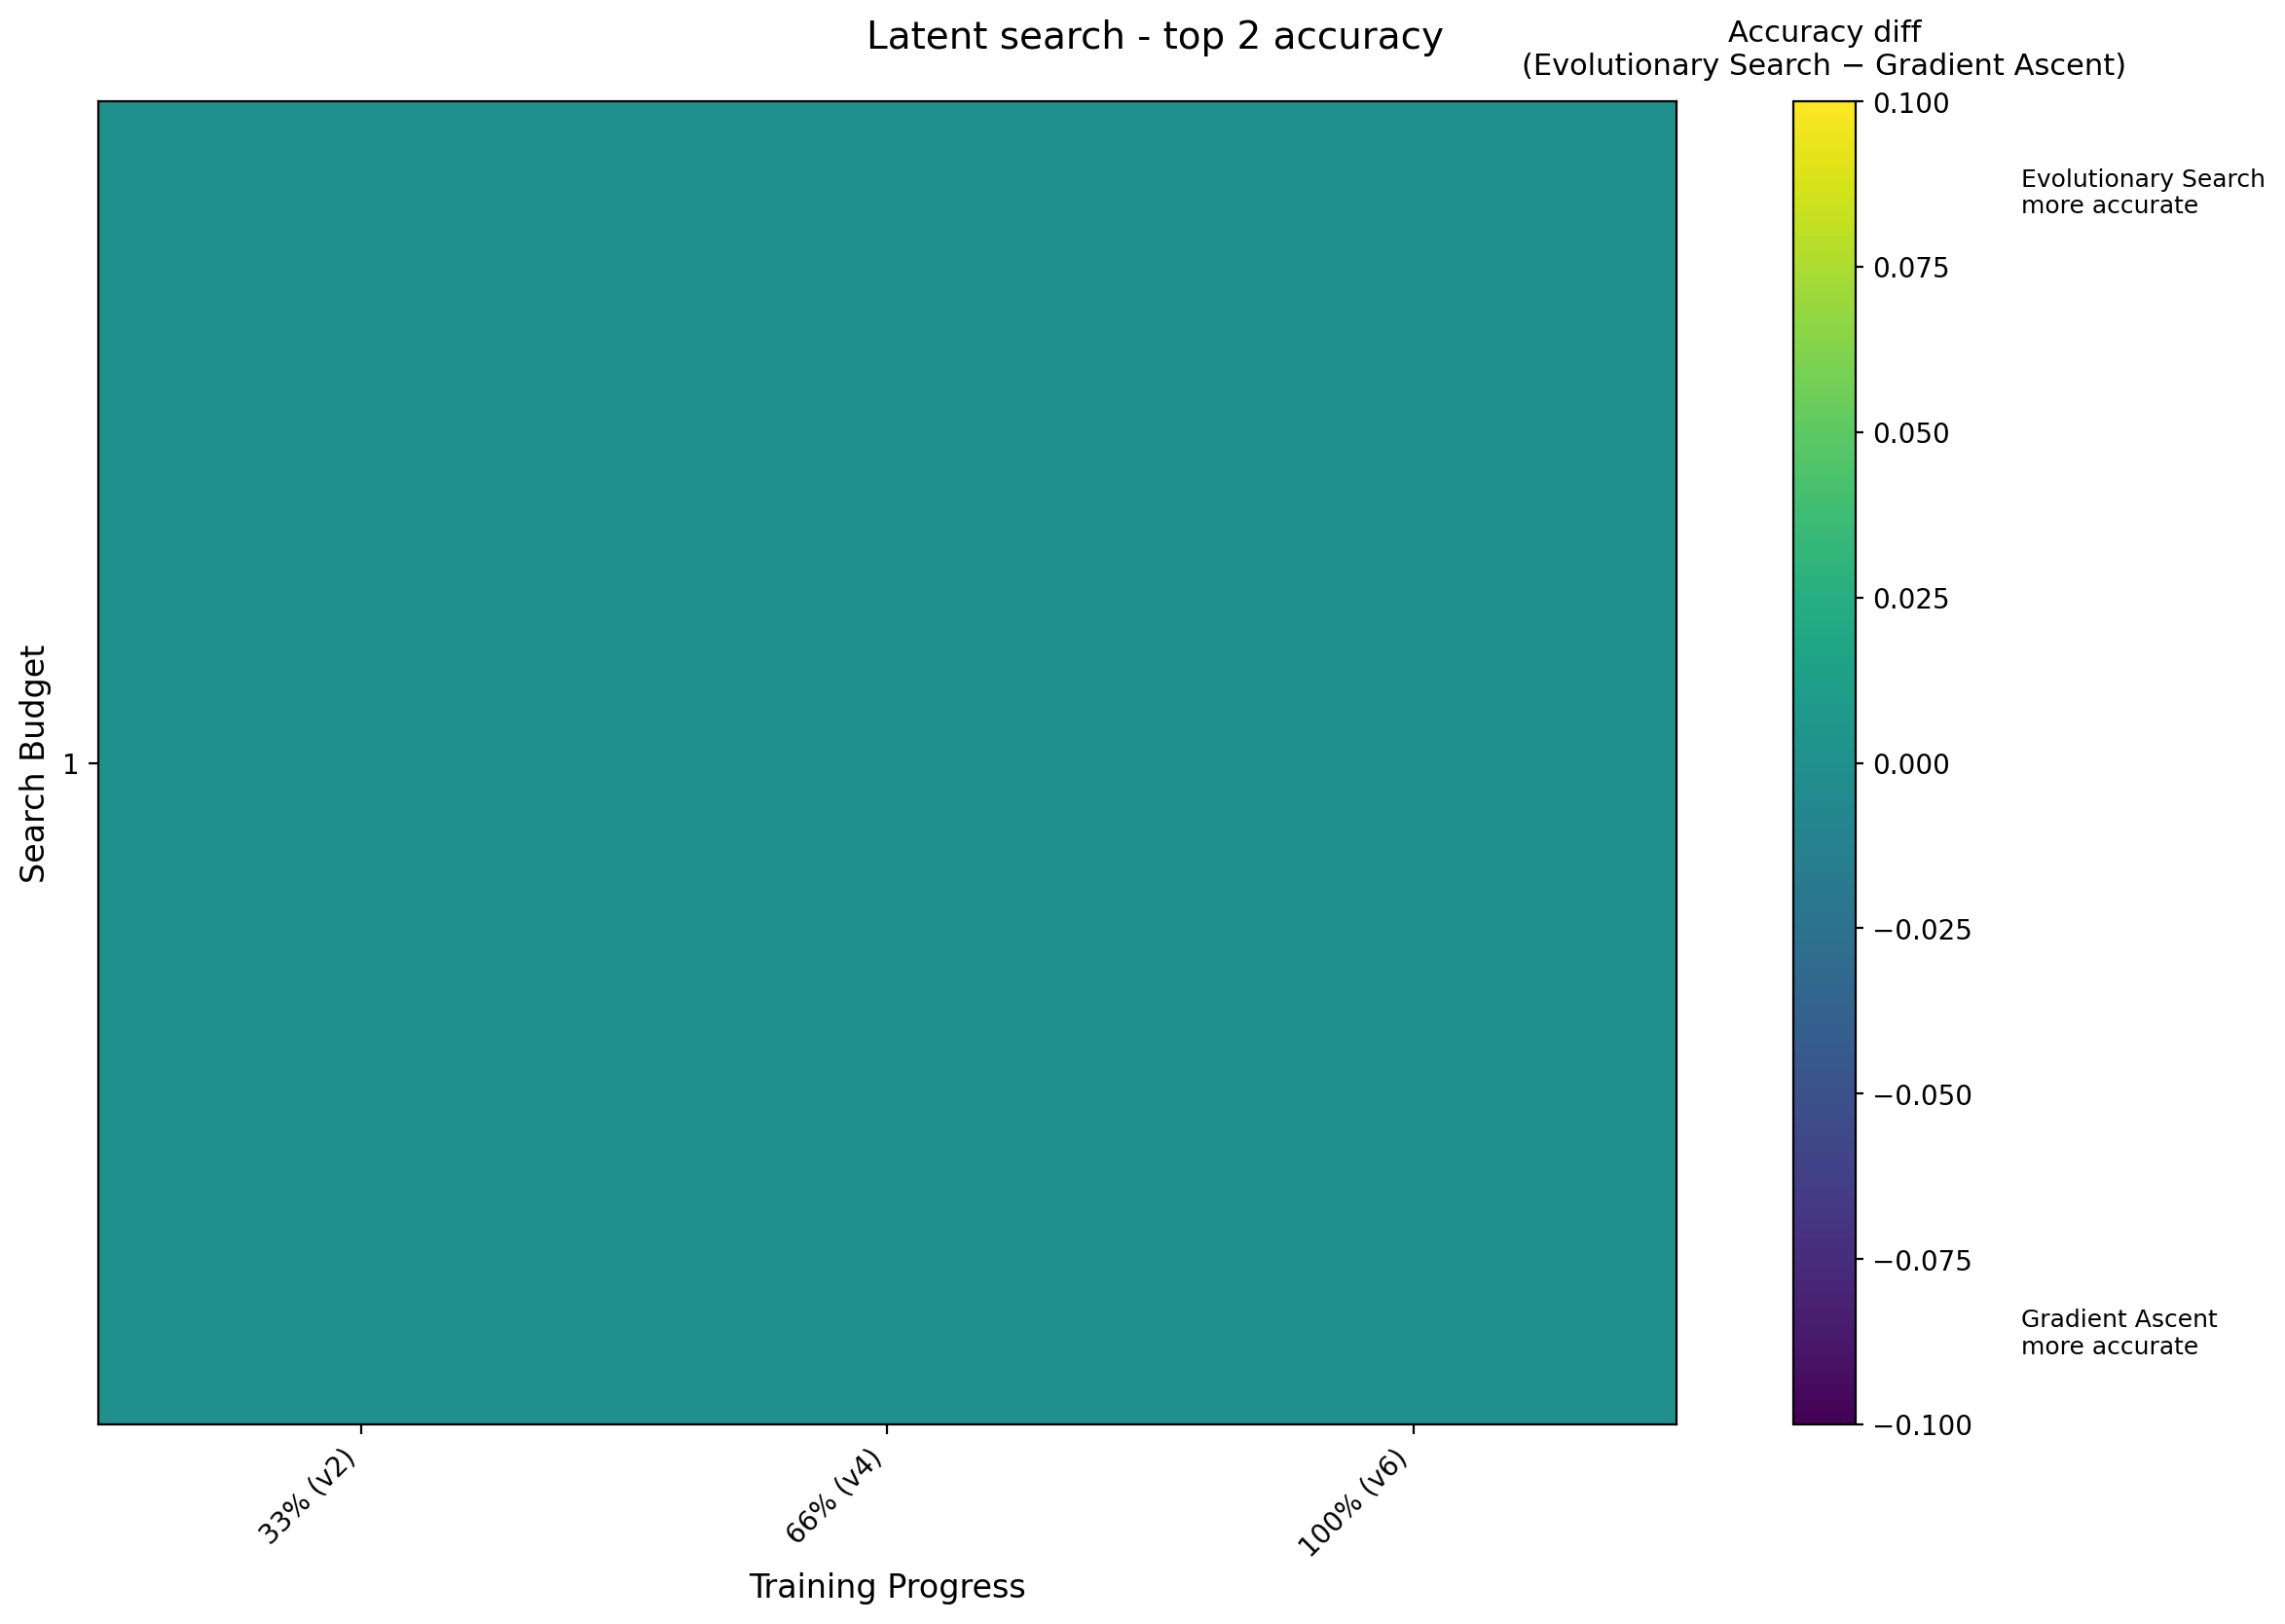 Latent search - top 2 accuracy
Accuracy diff
(Evolutionary Search − Gradient Ascent)
Search Budget
1
33% (v2)
66% (v4)
100% (v6)
Training Progress
0.100
0.075
0.050
0.025
0.000
−0.025
−0.050
−0.075
−0.100
Evolutionary Search
more accurate
Gradient Ascent
more accurate